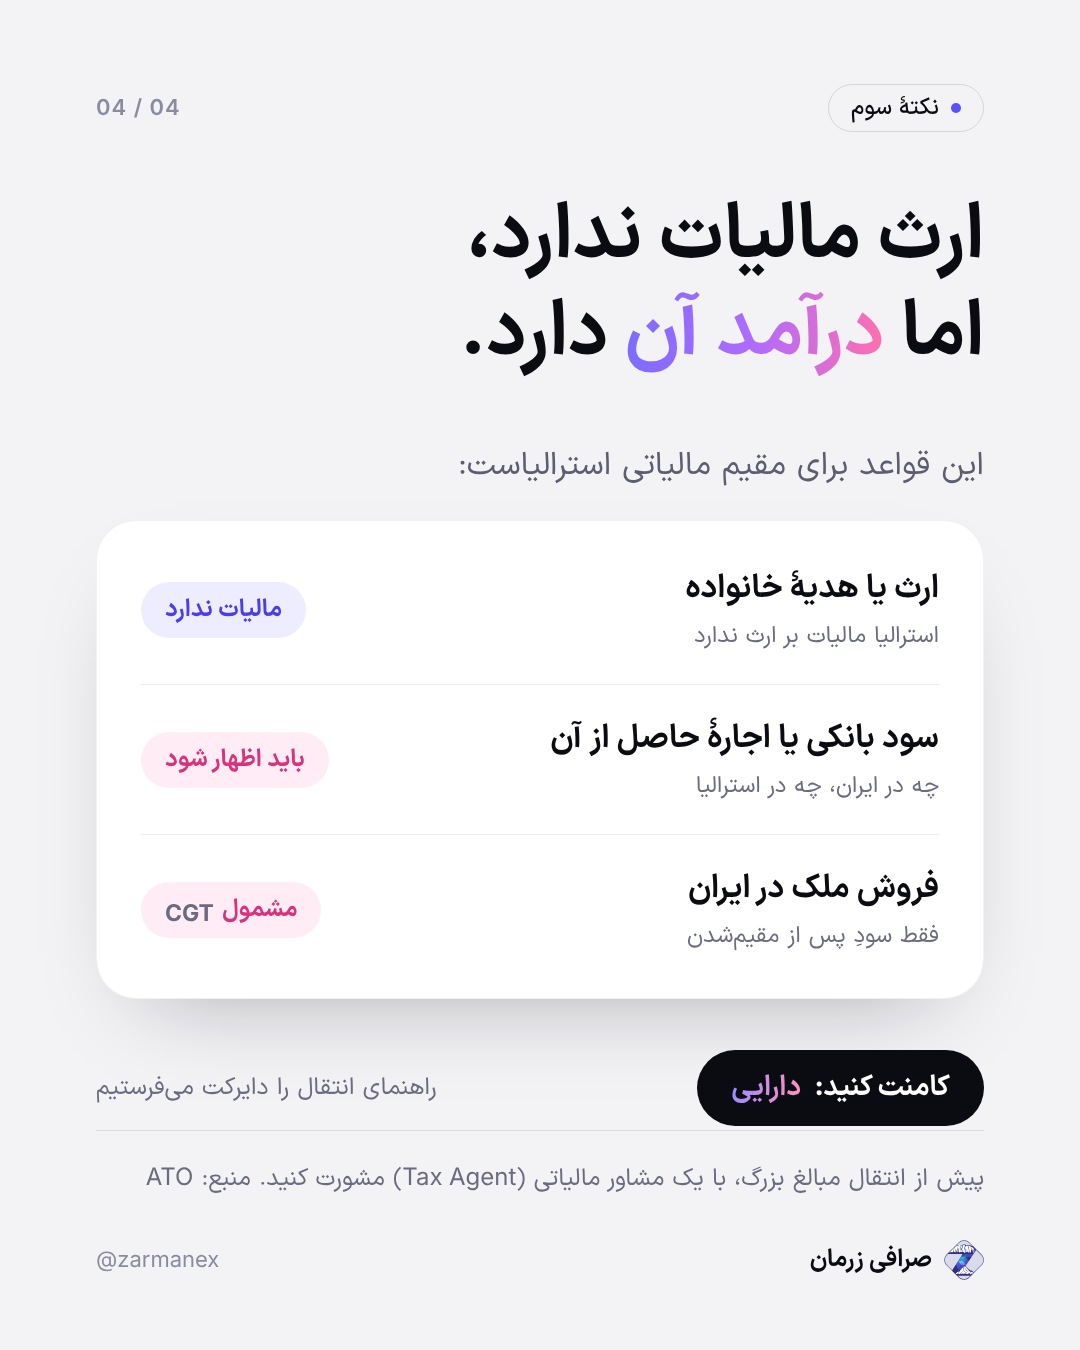 نکتهٔ سوم
04 / 04
ارث مالیات ندارد،
اما درآمد آن دارد.
این قواعد برای مقیم مالیاتی استرالیاست:
ارث یا هدیهٔ خانواده
استرالیا مالیات بر ارث ندارد
مالیات ندارد
سود بانکی یا اجارهٔ حاصل از آن
چه در ایران، چه در استرالیا
باید اظهار شود
فروش ملک در ایران
فقط سودِ پس از مقیم‌شدن
مشمول CGT
کامنت کنید: دارایی
راهنمای انتقال را دایرکت می‌فرستیم
پیش از انتقال مبالغ بزرگ، با یک مشاور مالیاتی (Tax Agent) مشورت کنید. منبع: ATO
صرافی زرمان
@zarmanex